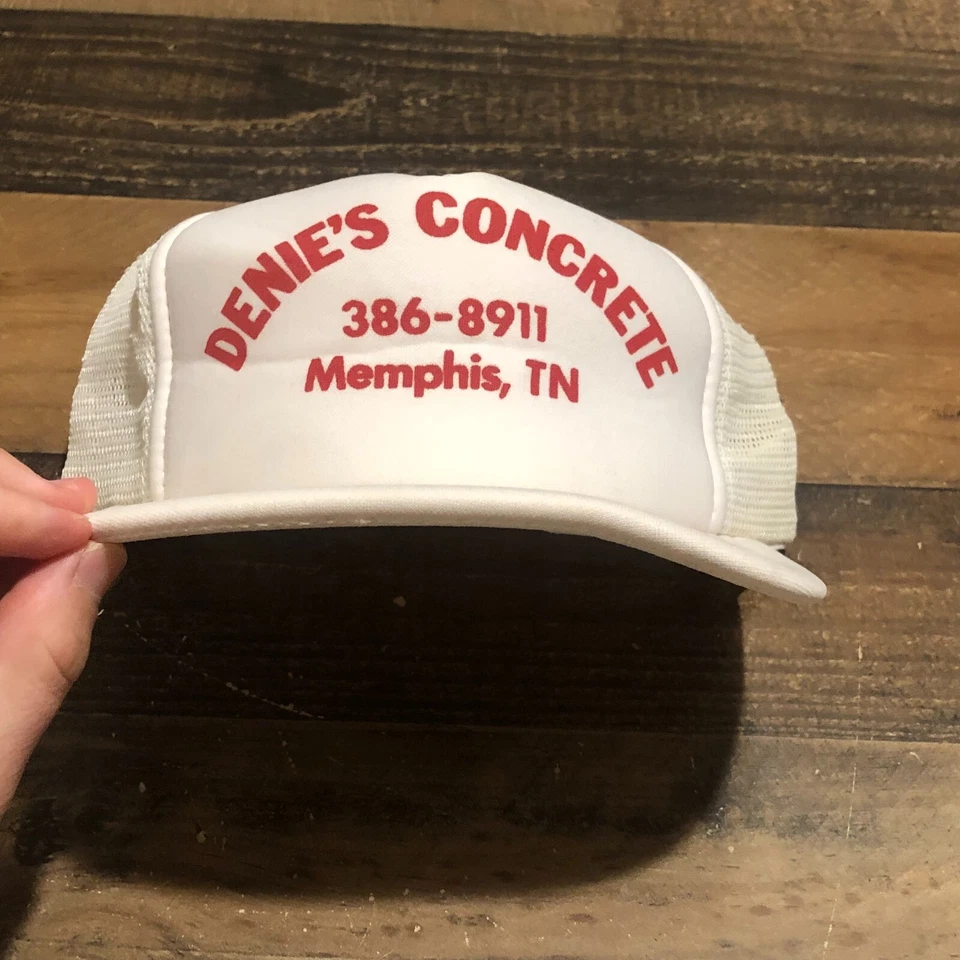 DENIE'S CONCRETE
386-8911
Memphis, TN